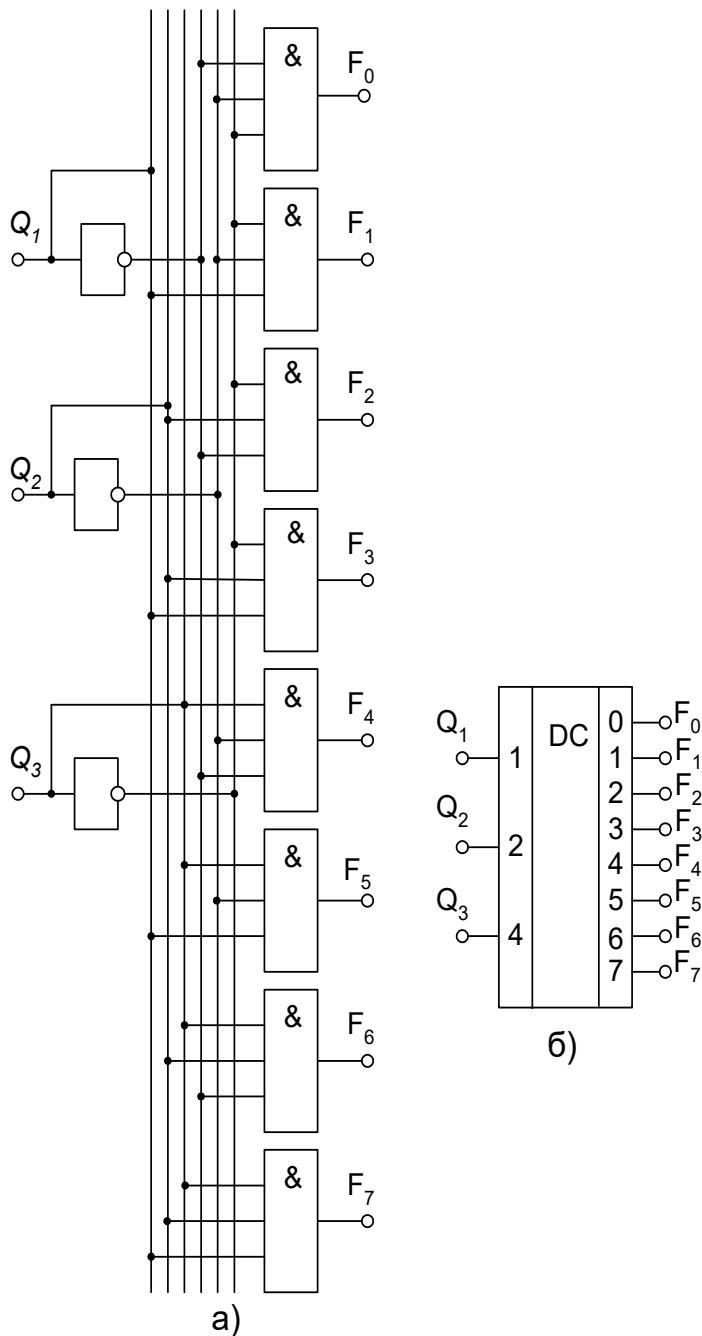 & F₀
Q₁
& F₁
& F₂
Q₂
& F₃
& F₄
Q₃
& F₅
& F₆
& F₇
а)
DC
Q₁ 1
Q₂ 2
Q₃ 4
0 F₀
1 F₁
2 F₂
3 F₃
4 F₄
5 F₅
6 F₆
7 F₇
б)